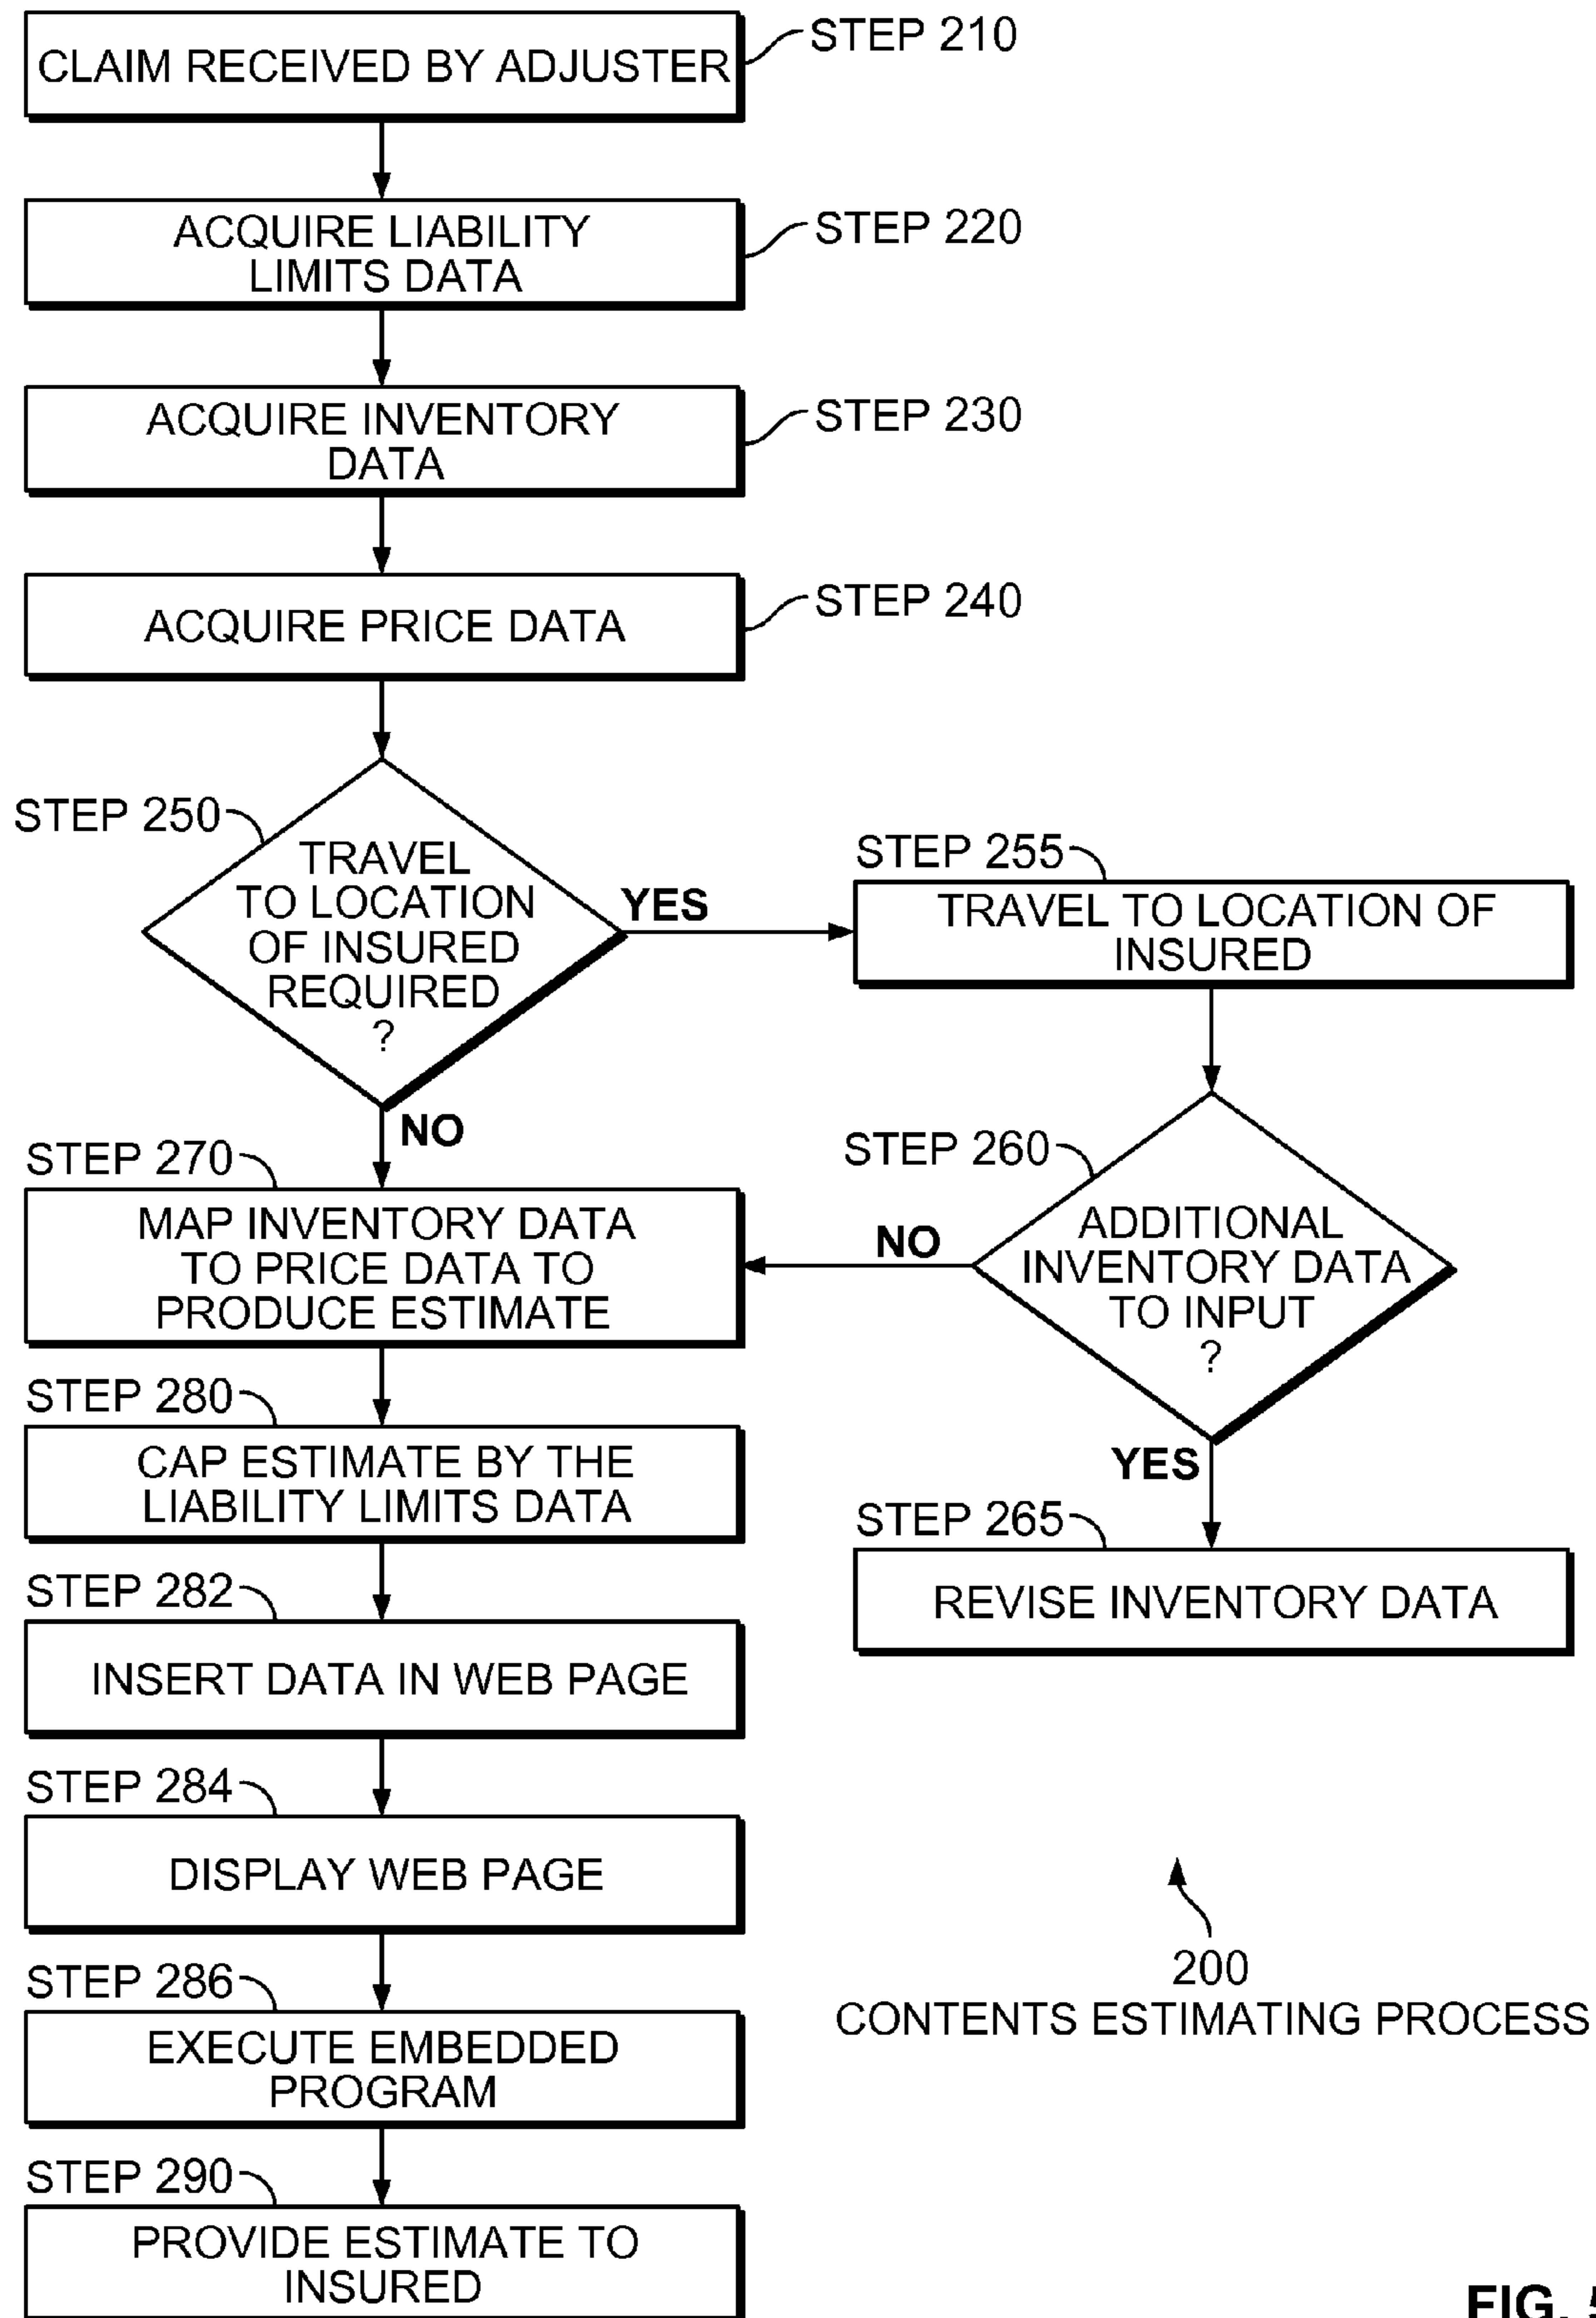 CLAIM RECEIVED BY ADJUSTER
STEP 210
ACQUIRE LIABILITY
LIMITS DATA
STEP 220
ACQUIRE INVENTORY
DATA
STEP 230
ACQUIRE PRICE DATA
STEP 240
STEP 250
TRAVEL
TO LOCATION
OF INSURED
REQUIRED
?
YES
NO
STEP 255
TRAVEL TO LOCATION OF
INSURED
STEP 260
ADDITIONAL
INVENTORY DATA
TO INPUT
?
NO
YES
STEP 265
REVISE INVENTORY DATA
STEP 270
MAP INVENTORY DATA
TO PRICE DATA TO
PRODUCE ESTIMATE
STEP 280
CAP ESTIMATE BY THE
LIABILITY LIMITS DATA
STEP 282
INSERT DATA IN WEB PAGE
STEP 284
DISPLAY WEB PAGE
STEP 286
EXECUTE EMBEDDED
PROGRAM
STEP 290
PROVIDE ESTIMATE TO
INSURED
200
CONTENTS ESTIMATING PROCESS
FIG.